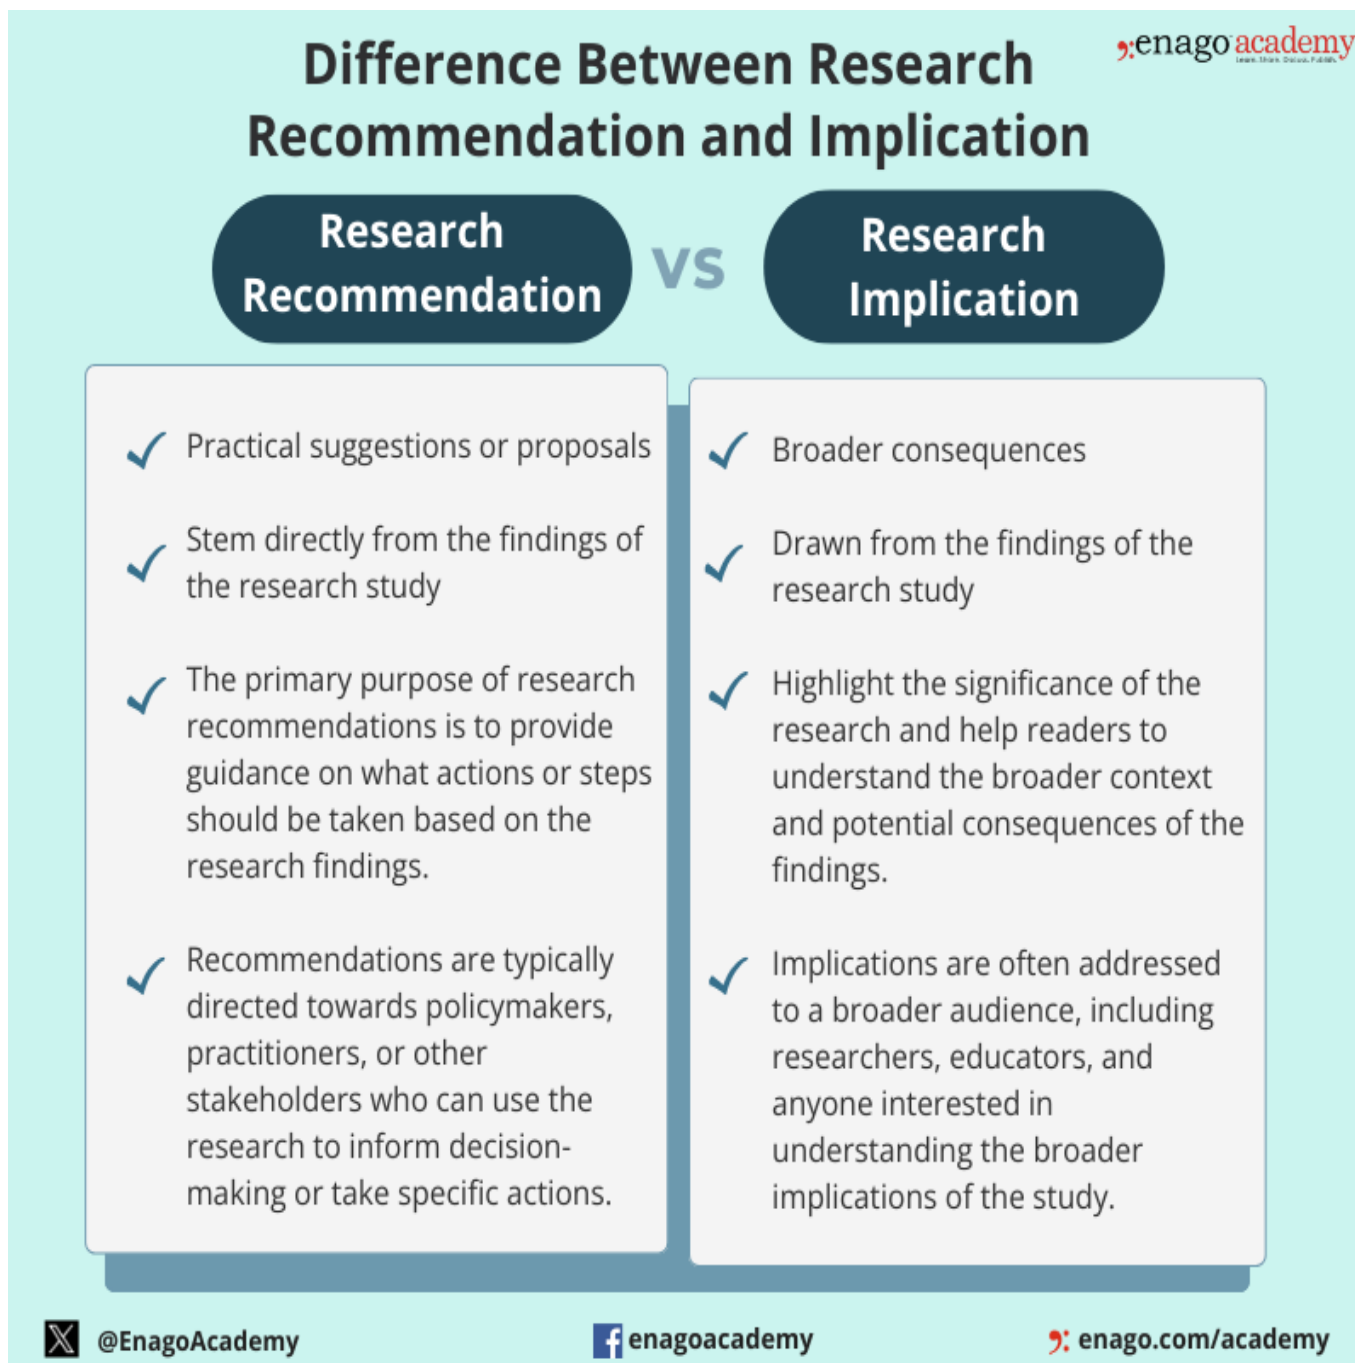 Difference Between Research
Recommendation and Implication
enago academy
Learn. Share. Discuss. Publish.
Research
Recommendation
vs
Research
Implication
Practical suggestions or proposals
Stem directly from the findings of
the research study
The primary purpose of research
recommendations is to provide
guidance on what actions or steps
should be taken based on the
research findings.
Recommendations are typically
directed towards policymakers,
practitioners, or other
stakeholders who can use the
research to inform decision-
making or take specific actions.
Broader consequences
Drawn from the findings of the
research study
Highlight the significance of the
research and help readers to
understand the broader context
and potential consequences of the
findings.
Implications are often addressed
to a broader audience, including
researchers, educators, and
anyone interested in
understanding the broader
implications of the study.
@EnagoAcademy
enagoacademy
enago.com/academy